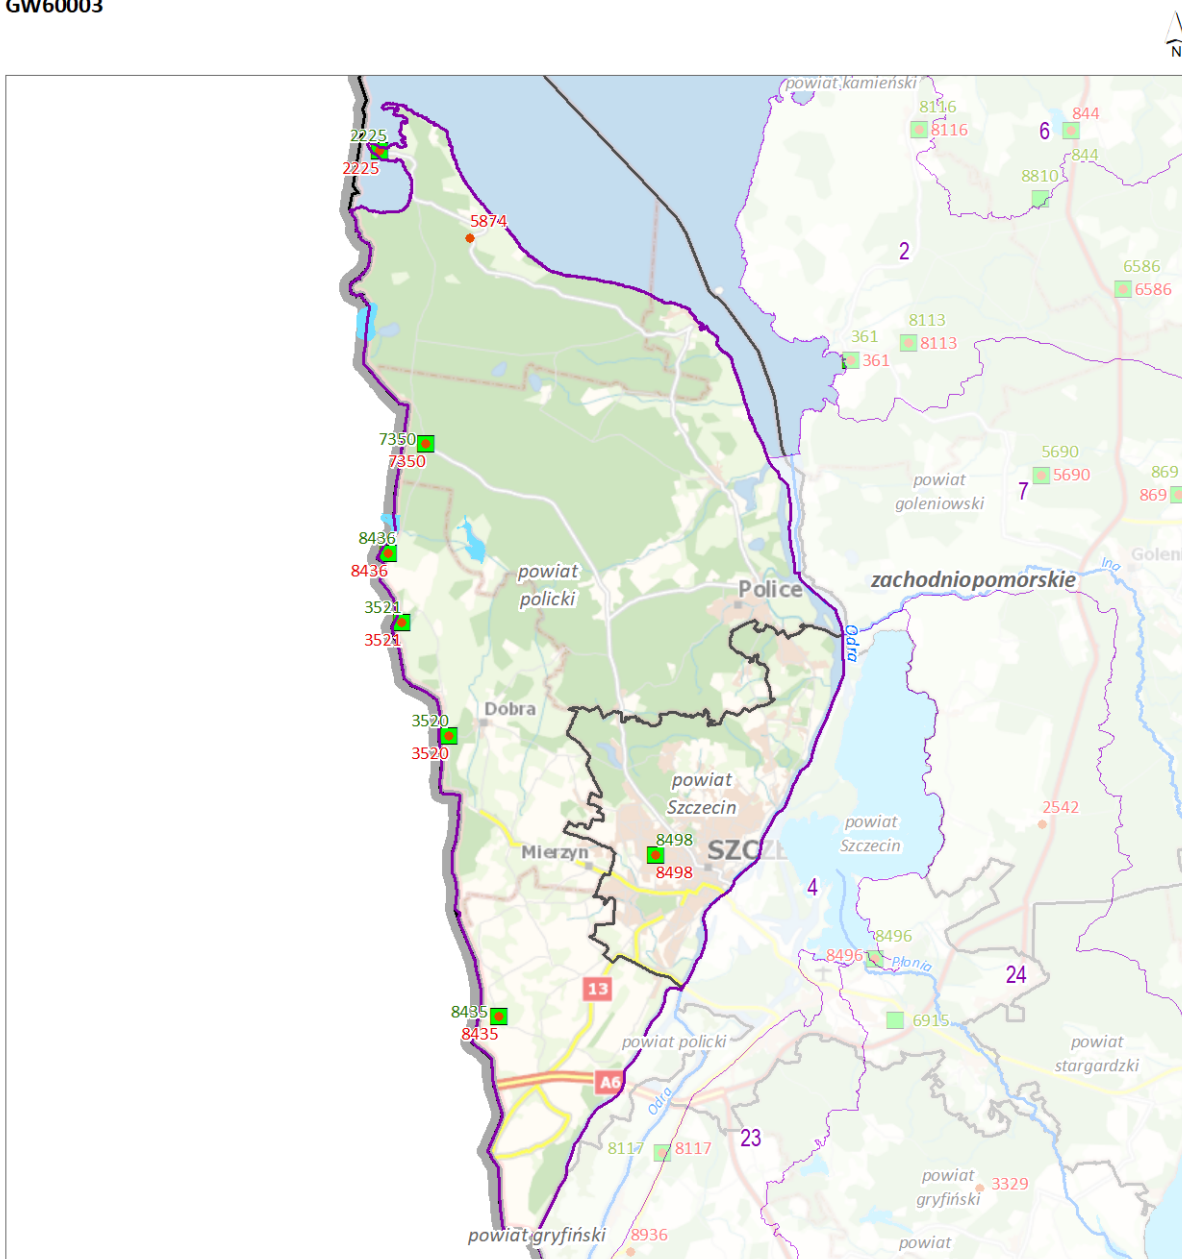 GW60003
N
powiat kamieński
8116
8116
844
6
844
2225
2225
8810
5874
2
6586
6586
8113
8113
361
361
7350
7350
5690
5690
7
869
869
powiat
goleniowski
8436
8436
Goleni
Ina
powiat
policki
Police
zachodniopomorskie
3521
3521
Odra
Dobra
3520
3520
powiat
Szczecin
2542
powiat
Szczecin
8498
8498
Mierzyn
SZCZE
4
8496
8496
Płonia
24
13
8435
8435
6915
powiat policki
powiat
stargardzki
A6
Odra
23
8117
8117
powiat
gryfiński
3329
powiat gryfiński
8936
powiat